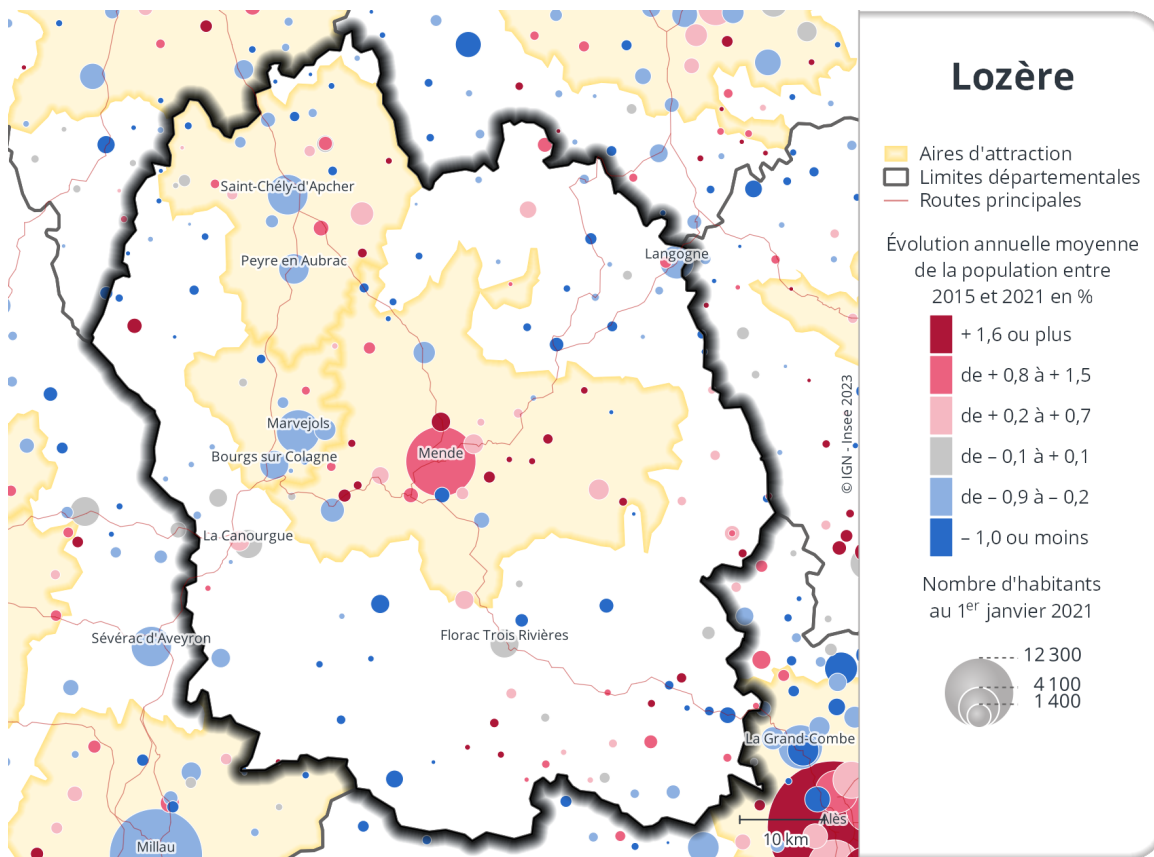 Saint-Chély-d'Apcher
Peyre en Aubrac
Langogne
Marvejols
Mende
Bourgs sur Colagne
La Canourgue
Sévérac d'Aveyron
Florac Trois Rivières
La Grand-Combe
Alès
10 km
Millau
© IGN - Insee 2023
Lozère
Aires d'attraction
Limites départementales
Routes principales
Évolution annuelle moyenne
de la population entre
2015 et 2021 en %
+ 1,6 ou plus
de + 0,8 à + 1,5
de + 0,2 à + 0,7
de – 0,1 à + 0,1
de – 0,9 à – 0,2
– 1,0 ou moins
Nombre d'habitants
au 1er janvier 2021
12 300
4 100
1 400